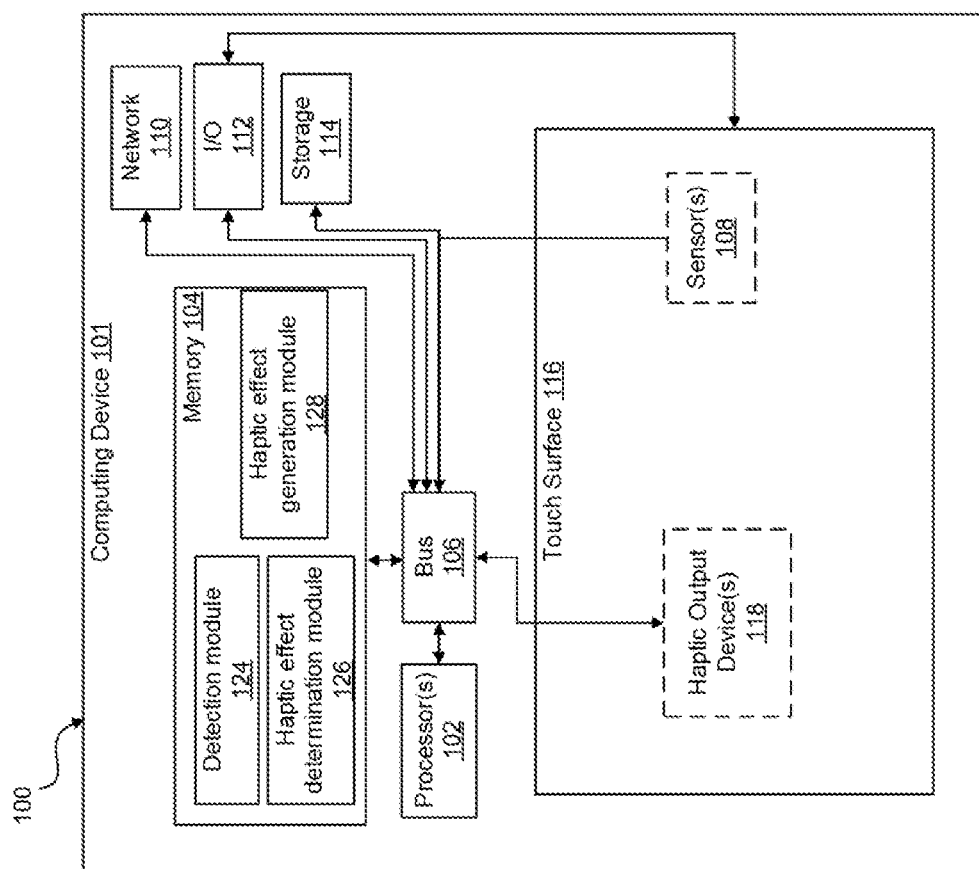 100
Computing Device 101
Memory 104
Detection module
124
Haptic effect
determination module
126
Haptic effect
generation module
128
Network
110
I/O
112
Storage
114
Processor(s)
102
Bus
106
Touch Surface 116
Haptic Output
Device(s)
118
Sensor(s)
108